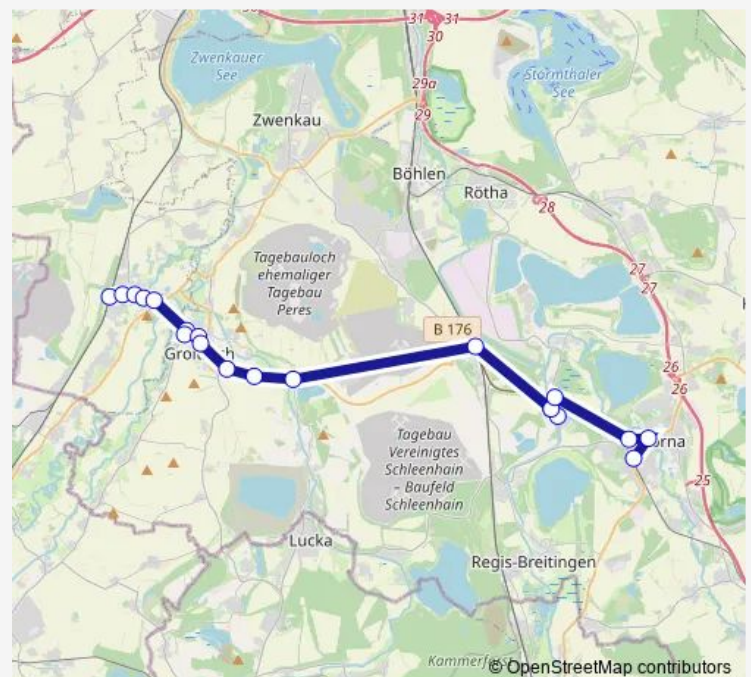 31
31
30
Zwenkauer
See
Störmthaler
See
29a
29
Zwenkau
Böhlen
Rötha
28
Tagebauloch
ehemaliger
Tagebau
Peres
27
27
B 176
26
26
Tagebau
Vereinigtes
Schleenhain
– Baufeld
Schleenhain
25
Lucka
Regis-Breitingen
© OpenStreetMap contributors